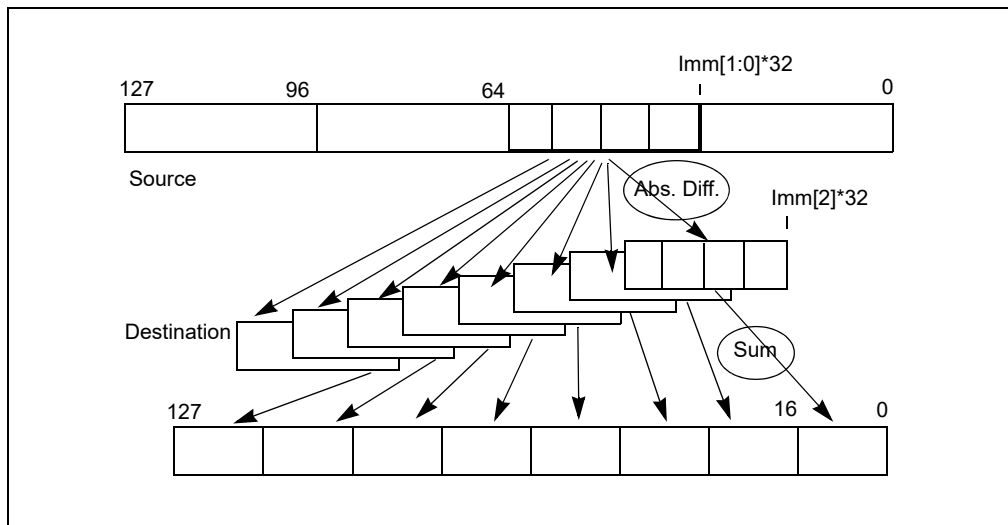 Imm[1:0]*32
127
96
64
0
Source
Abs. Diff.
Imm[2]*32
Destination
Sum
127
16
0